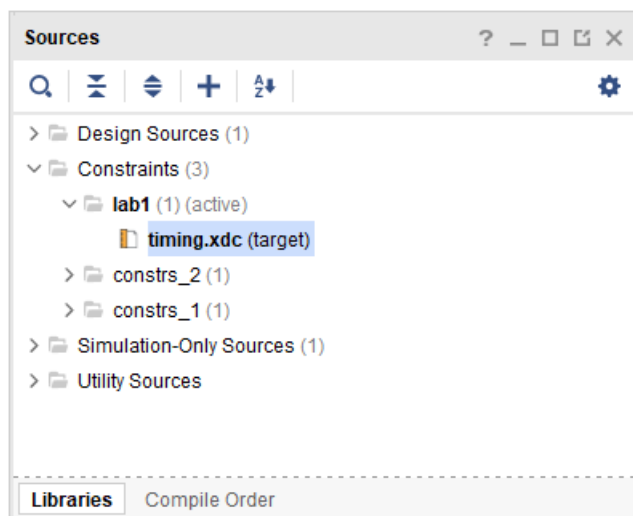 Sources
Design Sources (1)
Constraints (3)
lab1 (1) (active)
timing.xdc (target)
constrs_2 (1)
constrs_1 (1)
Simulation-Only Sources (1)
Utility Sources
Libraries Compile Order